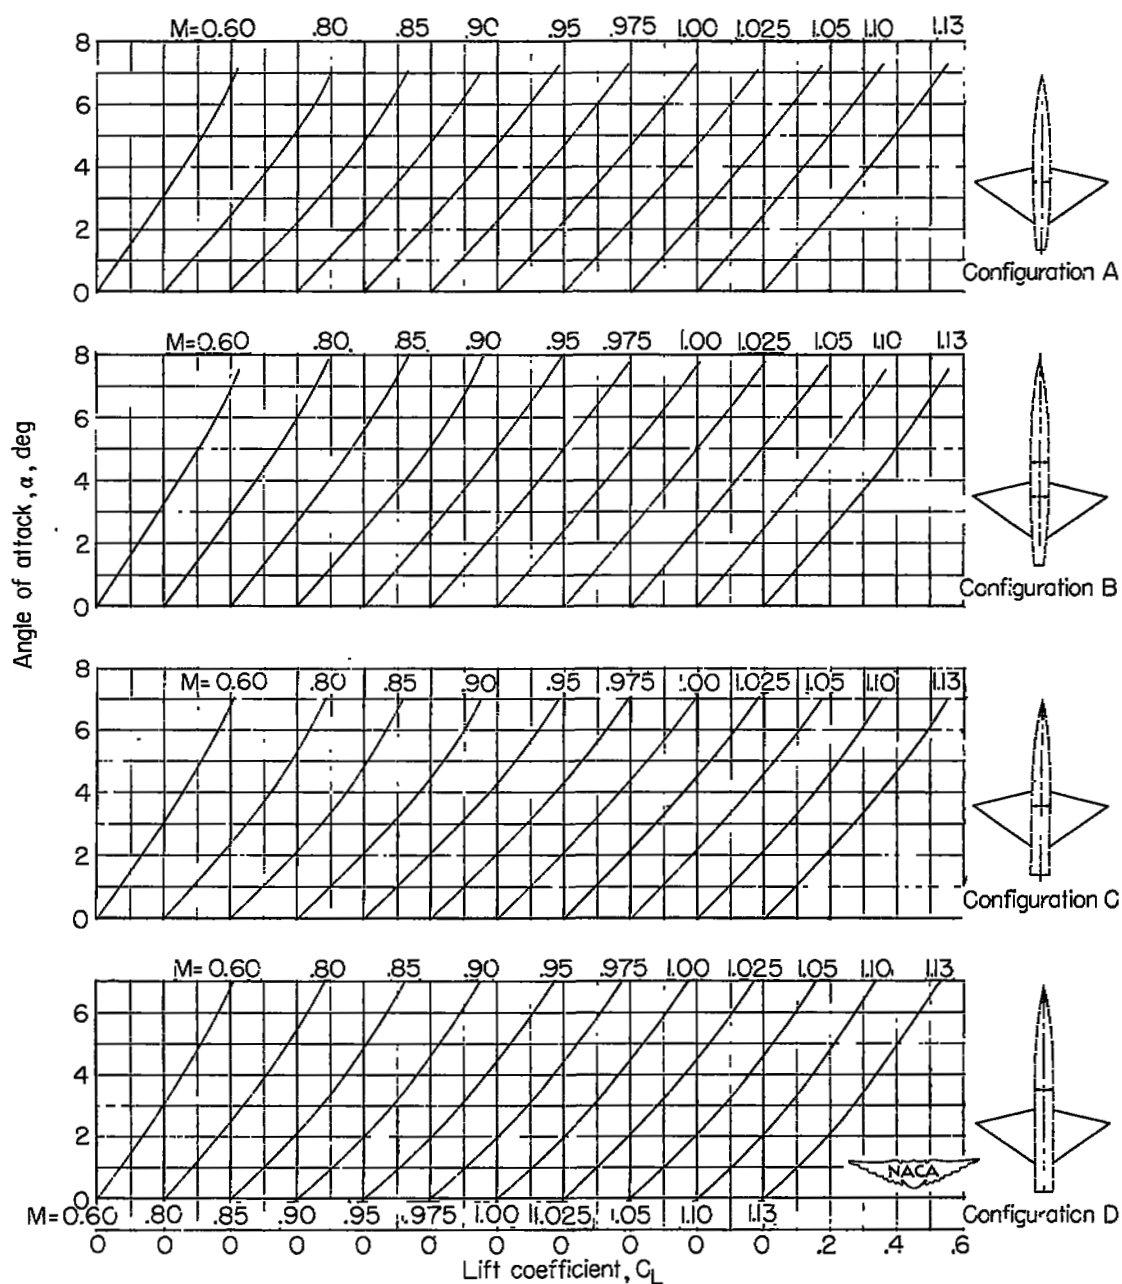 M=0.60 .80 .85 .90 .95 .975 1.00 1.025 1.05 1.10 1.13
8
6
4
2
0
Configuration A
M=0.60 .80 .85 .90 .95 .975 1.00 1.025 1.05 1.10 1.13
8
6
4
2
0
Configuration B
Angle of attack, α, deg
M=0.60 .80 .85 .90 .95 .975 1.00 1.025 1.05 1.10 1.13
8
6
4
2
0
Configuration C
M=0.60 .80 .85 .90 .95 .975 1.00 1.025 1.05 1.10 1.13
6
4
2
0
NACA
Configuration D
M=0.60 .80 .85 .90 .95 .975 1.00 1.025 1.05 1.10 1.13
0 0 0 0 0 0 0 0 0 0 0 .2 .4 .6
Lift coefficient, CL